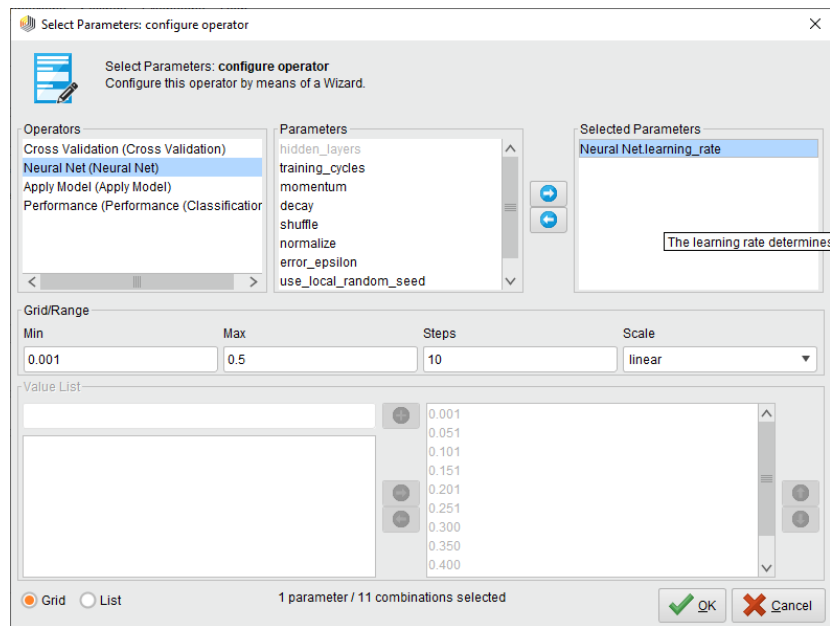 Select Parameters: configure operator
Select Parameters: configure operator
Configure this operator by means of a Wizard.
Operators
Cross Validation (Cross Validation)
Neural Net (Neural Net)
Apply Model (Apply Model)
Performance (Performance (Classification
Parameters
hidden_layers
training_cycles
momentum
decay
shuffle
normalize
error_epsilon
use_local_random_seed
Selected Parameters
Neural Net.learning_rate
The learning rate determines
Grid/Range
Min Max Steps Scale
0.001 0.5 10 linear
Value List
0.001
0.051
0.101
0.151
0.201
0.251
0.300
0.350
0.400
Grid List 1 parameter / 11 combinations selected OK Cancel